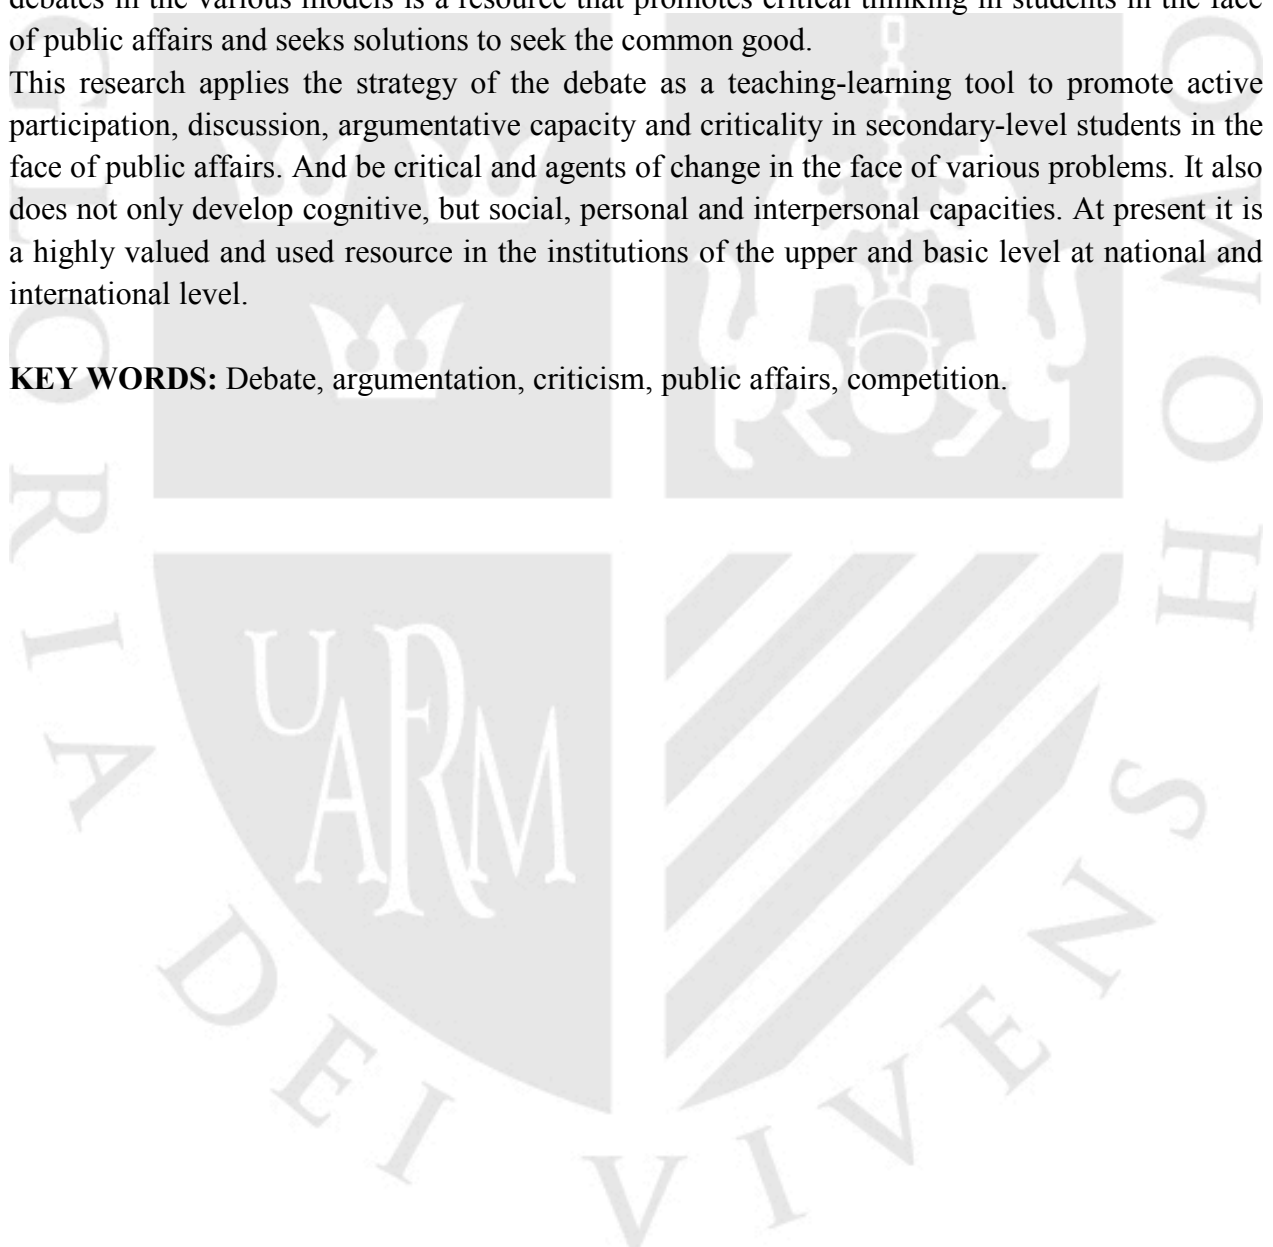 debates in the various models is a resource that promotes critical thinking in students in the face
of public affairs and seeks solutions to seek the common good.
This research applies the strategy of the debate as a teaching-learning tool to promote active
participation, discussion, argumentative capacity and criticality in secondary-level students in the
face of public affairs. And be critical and agents of change in the face of various problems. It also
does not only develop cognitive, but social, personal and interpersonal capacities. At present it is
a highly valued and used resource in the institutions of the upper and basic level at national and
international level.
KEY WORDS: Debate, argumentation, criticism, public affairs, competition.
GLORIA DEI VIVENS HOMO
UARM